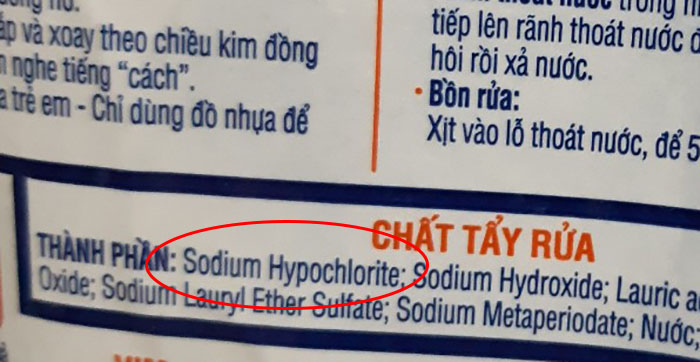 ắp và xoay theo chiều kim đồng
nghe tiếng "cách".
trẻ em - Chỉ dùng đồ nhựa để
tiếp lên rãnh thoát nước
hôi rồi xả nước.
• Bồn rửa:
Xịt vào lỗ thoát nước, để 5
CHẤT TẨY RỬA
THÀNH PHẦN: Sodium Hypochlorite; Sodium Hydroxide; Lauric
Oxide; Sodium Lauryl Ether Sulfate; Sodium Metaperiodate; Nước;